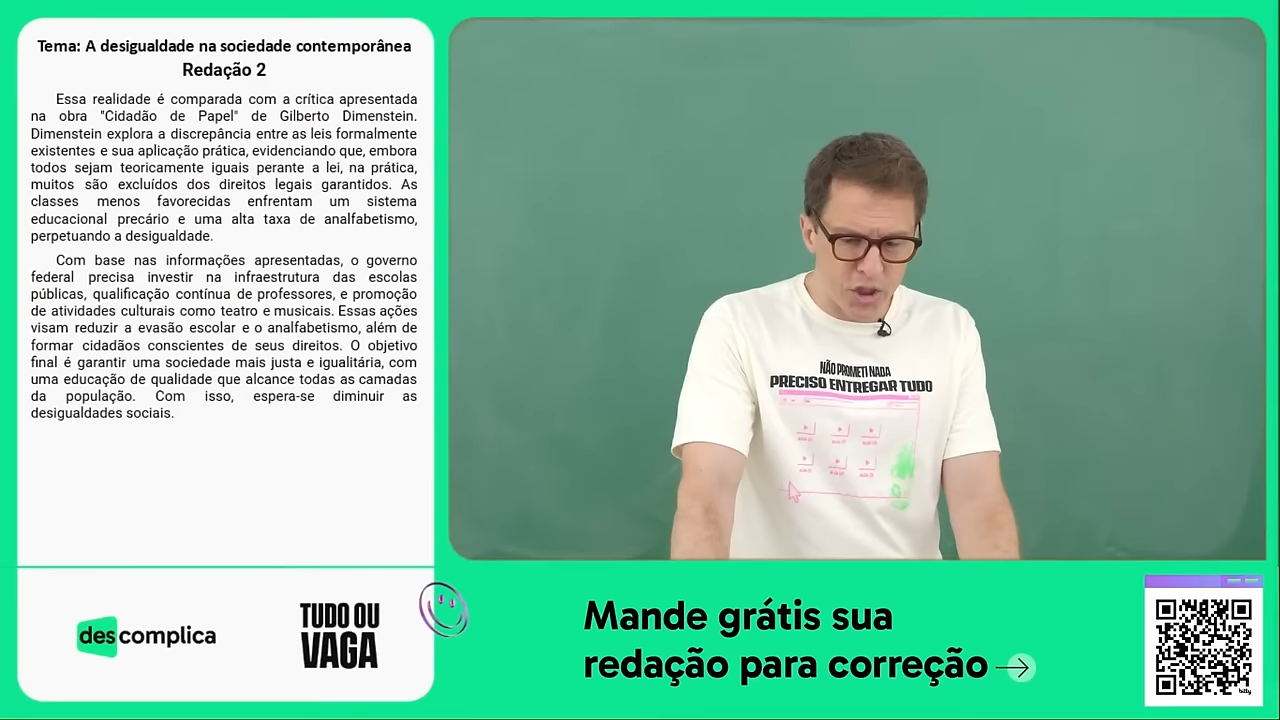 Tema: A desigualdade na sociedade contemporânea
Redação 2
Essa realidade é comparada com a crítica apresentada
na obra "Cidadão de Papel" de Gilberto Dimenstein.
Dimenstein explora a discrepância entre as leis formalmente
existentes e sua aplicação prática, evidenciando que, embora
todos sejam teoricamente iguais perante a lei, na prática,
muitos são excluídos dos direitos legais garantidos. As
classes menos favorecidas enfrentam um sistema
educacional precário e uma alta taxa de analfabetismo,
perpetuando a desigualdade.
Com base nas informações apresentadas, o governo
federal precisa investir na infraestrutura das escolas
públicas, qualificação contínua de professores, e promoção
de atividades culturais como teatro e musicais. Essas ações
visam reduzir a evasão escolar e o analfabetismo, além de
formar cidadãos conscientes de seus direitos. O objetivo
final é garantir uma sociedade mais justa e igualitária, com
uma educação de qualidade que alcance todas as camadas
da população. Com isso, espera-se diminuir as
desigualdades sociais.
NÃO PROMETI NADA
PRECISO ENTREGAR TUDO
descomplica
TUDO OU
VAGA
Mande grátis sua
redação para correção
bitly